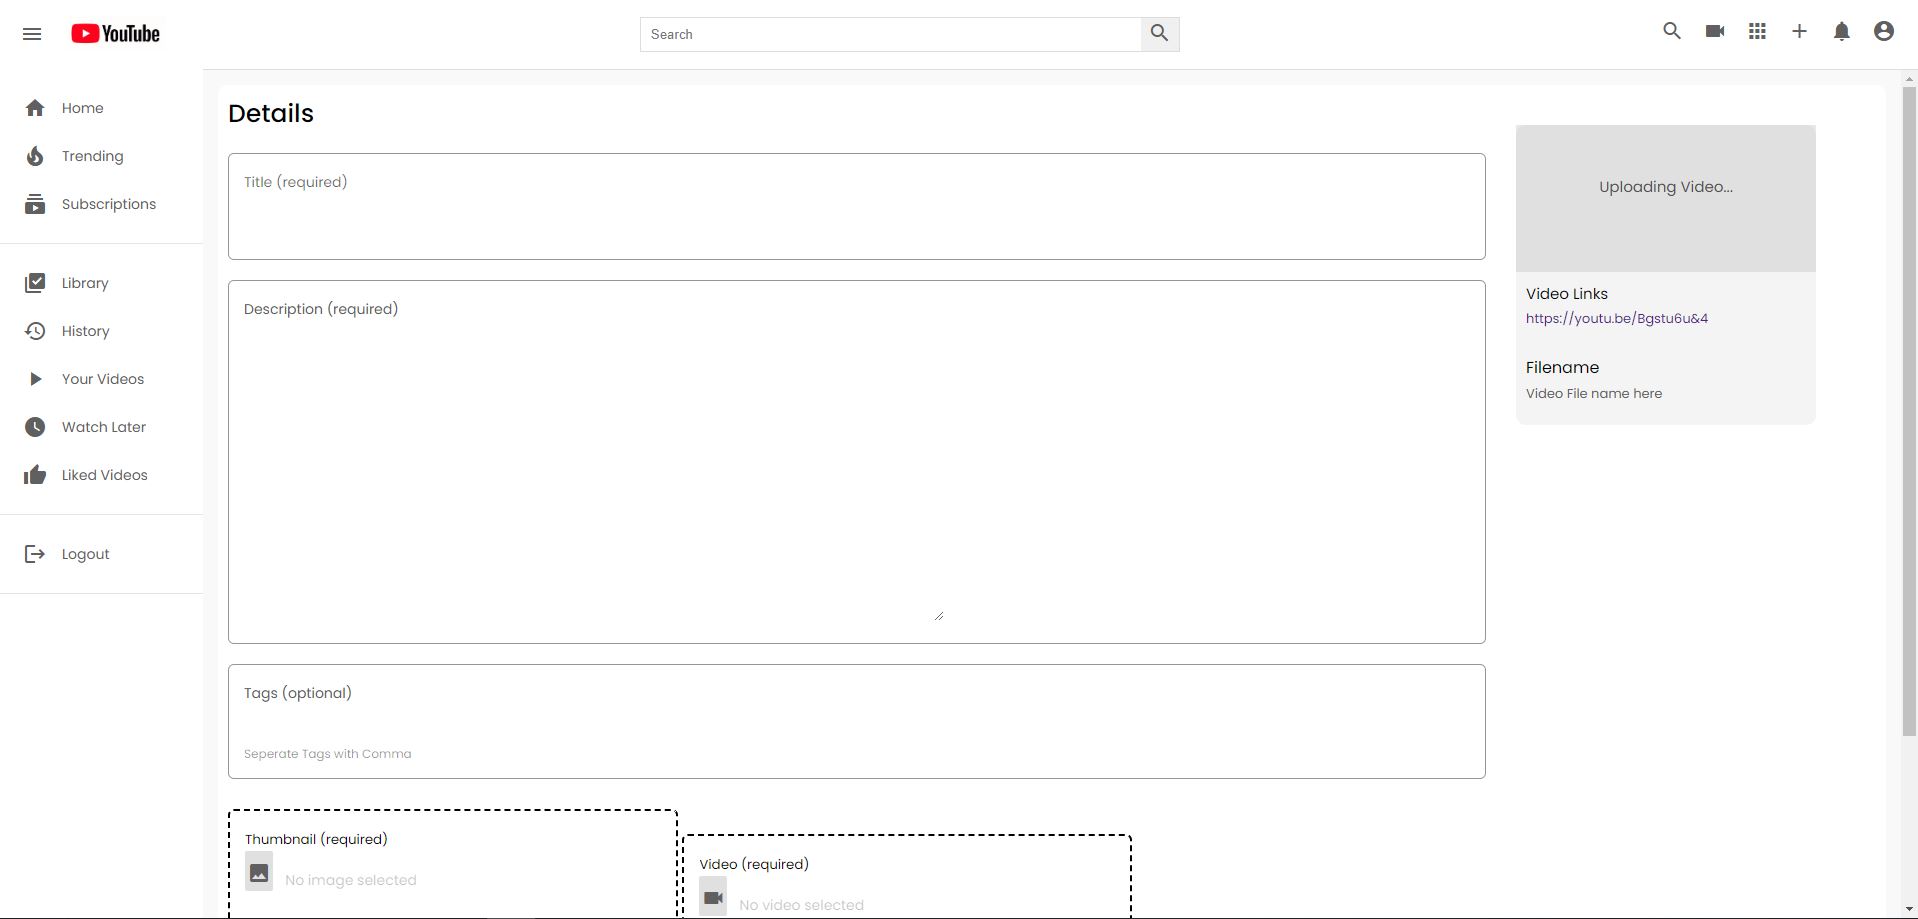 YouTube
Search
Home
Trending
Subscriptions
Library
History
Your Videos
Watch Later
Liked Videos
Logout
Details
Title (required)
Description (required)
Tags (optional)
Seperate Tags with Comma
Thumbnail (required)
No image selected
Video (required)
No video selected
Uploading Video...
Video Links
https://youtu.be/Bgstu6u&4
Filename
Video File name here